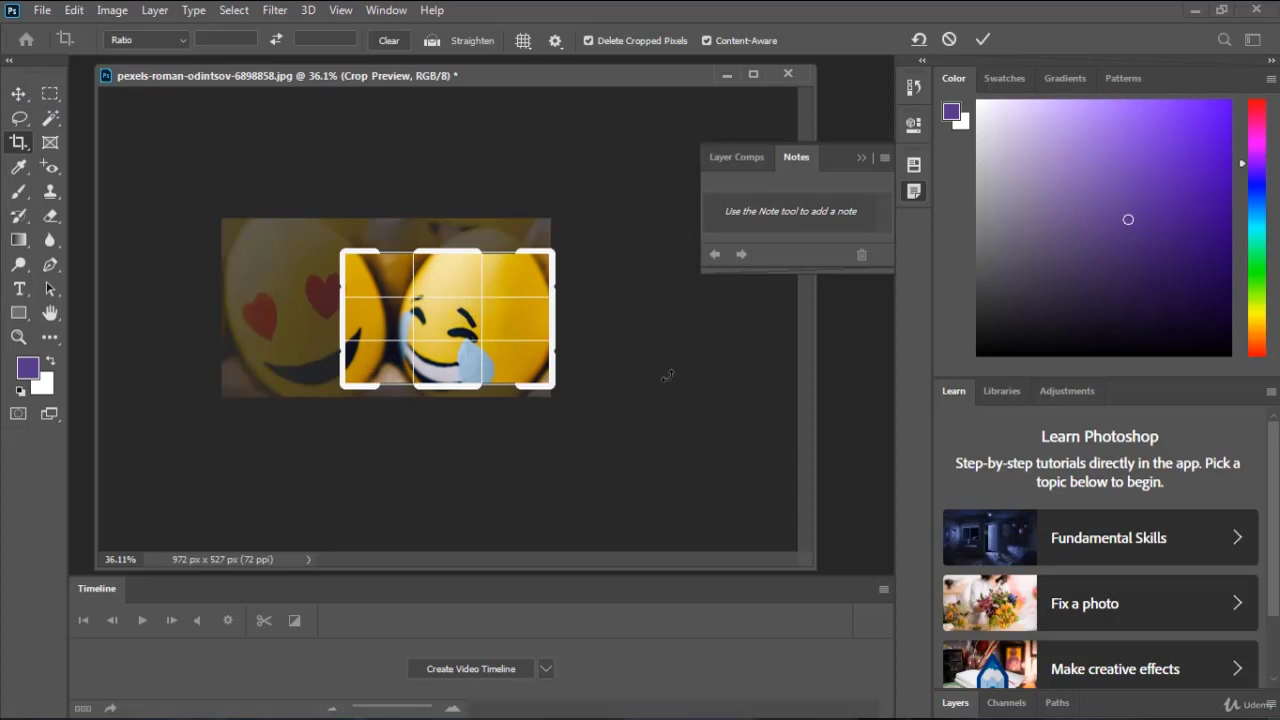 Ps File Edit Image Layer Type Select Filter 3D View Window Help
Ratio Clear Straighten Delete Cropped Pixels Content-Aware
Ps pexels-roman-odintsov-6898858.jpg @ 36.1% (Crop Preview, RGB/8) *
Color Swatches Gradients Patterns
Layer Comps Notes
Use the Note tool to add a note
T
Learn Libraries Adjustments
Learn Photoshop
Step-by-step tutorials directly in the app. Pick a
topic below to begin.
Fundamental Skills
Fix a photo
Make creative effects
36.11% 972 px x 527 px (72 ppi)
Timeline
Create Video Timeline
Layers Channels Paths
Udemy